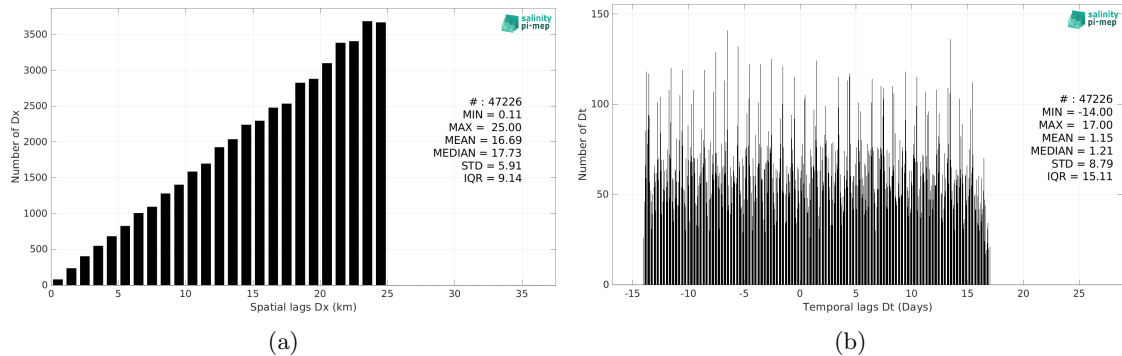 salinity
pi-mep
Number of Dx
3500
3000
2500
2000
1500
1000
500
0
# : 47226
MIN = 0.11
MAX = 25.00
MEAN = 16.69
MEDIAN = 17.73
STD = 5.91
IQR = 9.14
0 5 10 15 20 25 30 35
Spatial lags Dx (km)
(a)
salinity
pi-mep
Number of Dt
150
100
50
0
# : 47226
MIN = -14.00
MAX = 17.00
MEAN = 1.15
MEDIAN = 1.21
STD = 8.79
IQR = 15.11
-15 -10 -5 0 5 10 15 20 25
Temporal lags Dt (Days)
(b)